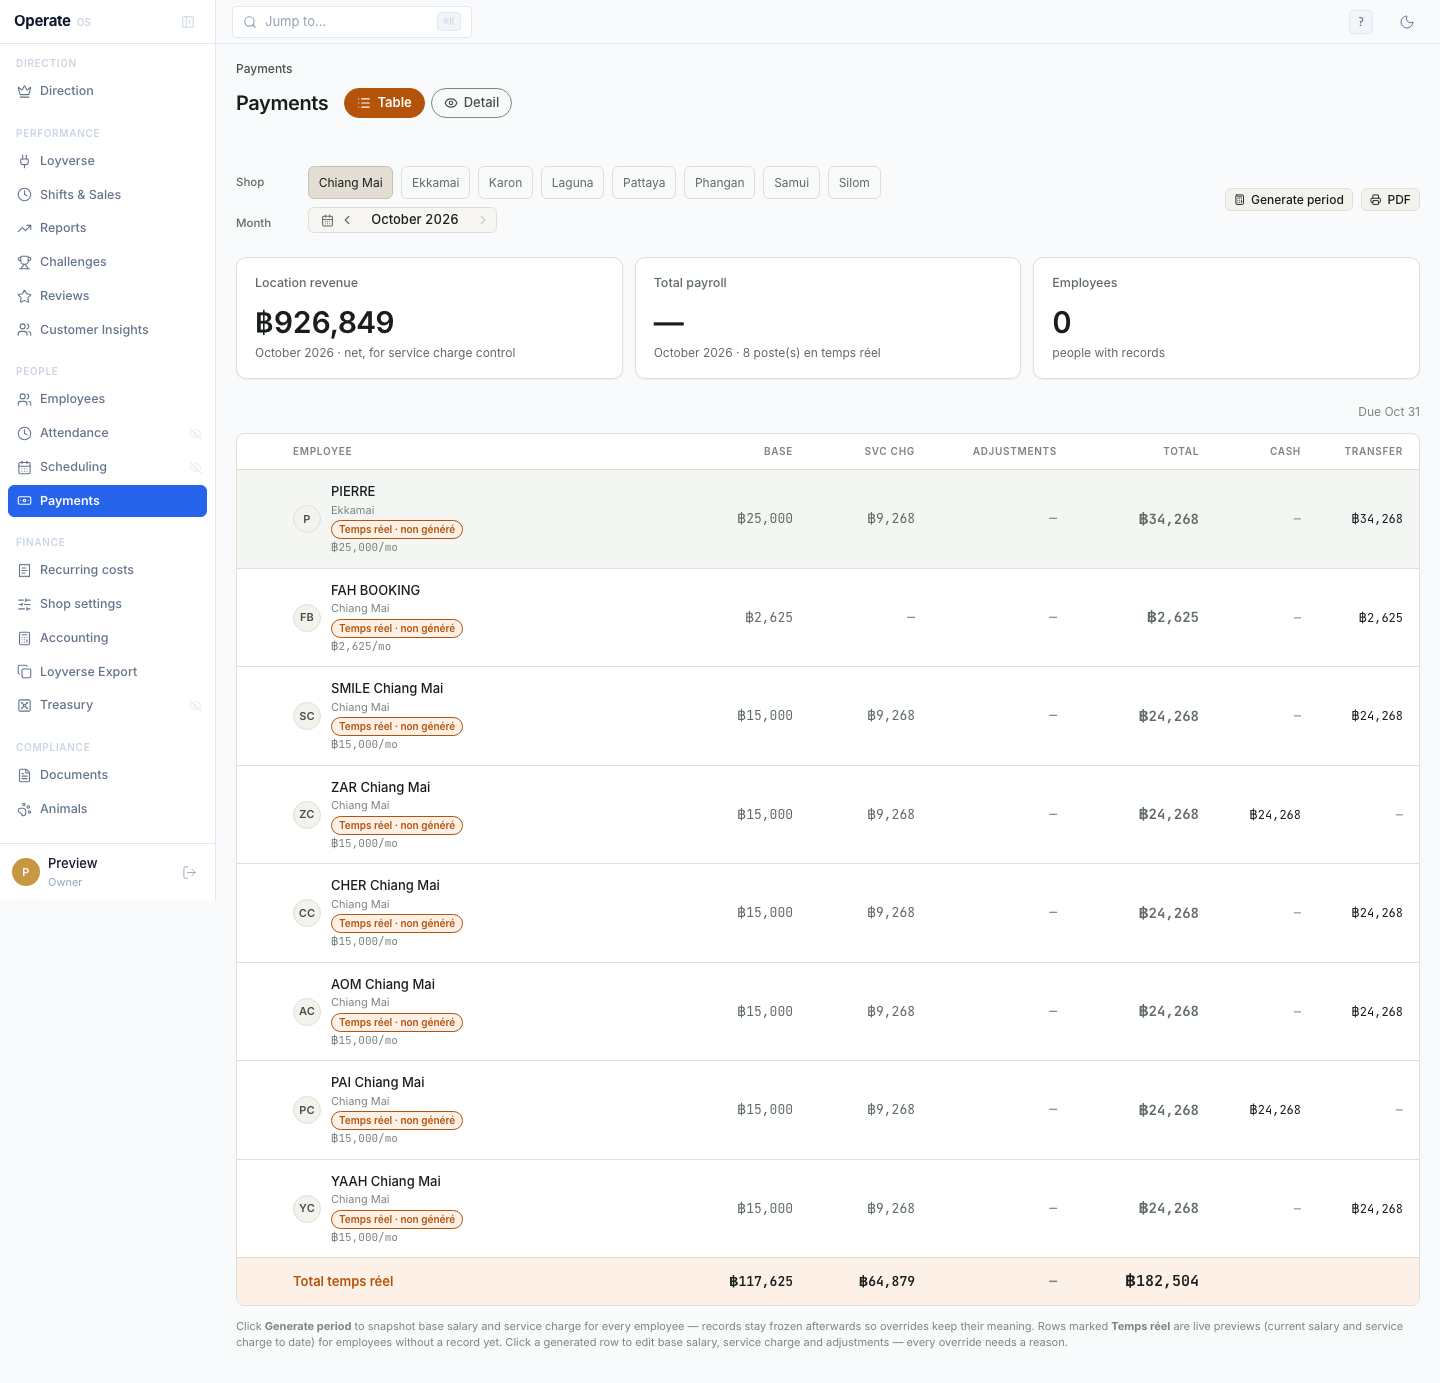 Operate OS
Jump to...
⌘K
?
DIRECTION
Direction
PERFORMANCE
Loyverse
Shifts & Sales
Reports
Challenges
Reviews
Customer Insights
PEOPLE
Employees
Attendance
Scheduling
Payments
FINANCE
Recurring costs
Shop settings
Accounting
Loyverse Export
Treasury
COMPLIANCE
Documents
Animals
P
Preview
Owner
Payments
Payments
Table
Detail
Shop
Chiang Mai
Ekkamai
Karon
Laguna
Pattaya
Phangan
Samui
Silom
Month
October 2026
Generate period
PDF
Location revenue
฿926,849
October 2026 · net, for service charge control
Total payroll
—
October 2026 · 8 poste(s) en temps réel
Employees
0
people with records
Due Oct 31
EMPLOYEE BASE SVC CHG ADJUSTMENTS TOTAL CASH TRANSFER
PIERRE
Ekkamai
P Temps réel · non généré ฿25,000 ฿9,268 — ฿34,268 — ฿34,268
฿25,000/mo
FAH BOOKING
Chiang Mai
FB Temps réel · non généré ฿2,625 — — ฿2,625 — ฿2,625
฿2,625/mo
SMILE Chiang Mai
Chiang Mai
SC Temps réel · non généré ฿15,000 ฿9,268 — ฿24,268 — ฿24,268
฿15,000/mo
ZAR Chiang Mai
Chiang Mai
ZC Temps réel · non généré ฿15,000 ฿9,268 — ฿24,268 ฿24,268 —
฿15,000/mo
CHER Chiang Mai
Chiang Mai
CC Temps réel · non généré ฿15,000 ฿9,268 — ฿24,268 — ฿24,268
฿15,000/mo
AOM Chiang Mai
Chiang Mai
AC Temps réel · non généré ฿15,000 ฿9,268 — ฿24,268 — ฿24,268
฿15,000/mo
PAI Chiang Mai
Chiang Mai
PC Temps réel · non généré ฿15,000 ฿9,268 — ฿24,268 ฿24,268 —
฿15,000/mo
YAAH Chiang Mai
Chiang Mai
YC Temps réel · non généré ฿15,000 ฿9,268 — ฿24,268 — ฿24,268
฿15,000/mo
Total temps réel ฿117,625 ฿64,879 — ฿182,504
Click Generate period to snapshot base salary and service charge for every employee — records stay frozen afterwards so overrides keep their meaning. Rows marked Temps réel are live previews (current salary and service
charge to date) for employees without a record yet. Click a generated row to edit base salary, service charge and adjustments — every override needs a reason.